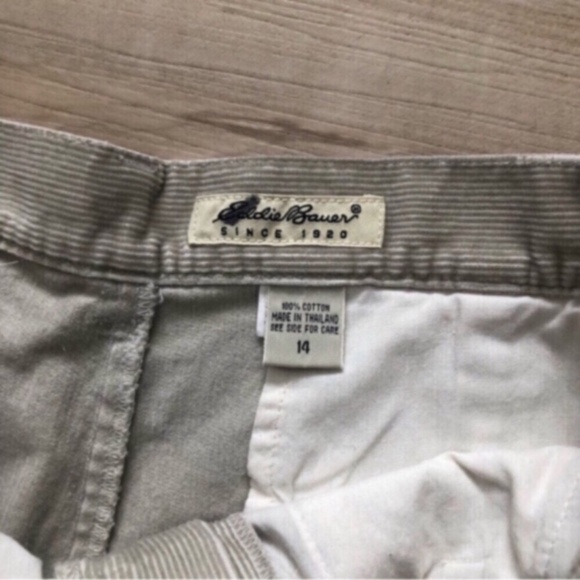 Eddie Bauer®
SINCE 1920
100% COTTON
MADE IN THAILAND
SEE SIDE FOR CARE
14